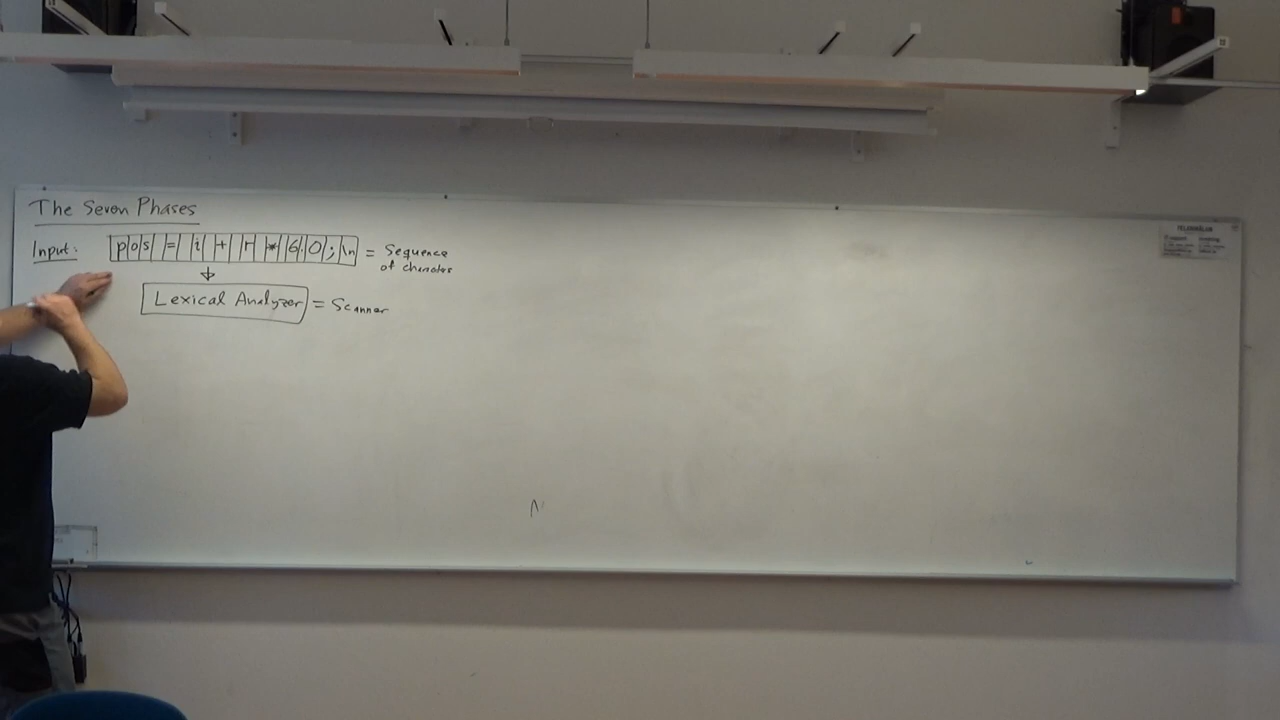 The Seven Phases
Input: |p|o|s| |=| |i| |+| |r| |*| |6|0|;|\n| = Sequence
of characters
Lexical Analyzer = Scanner